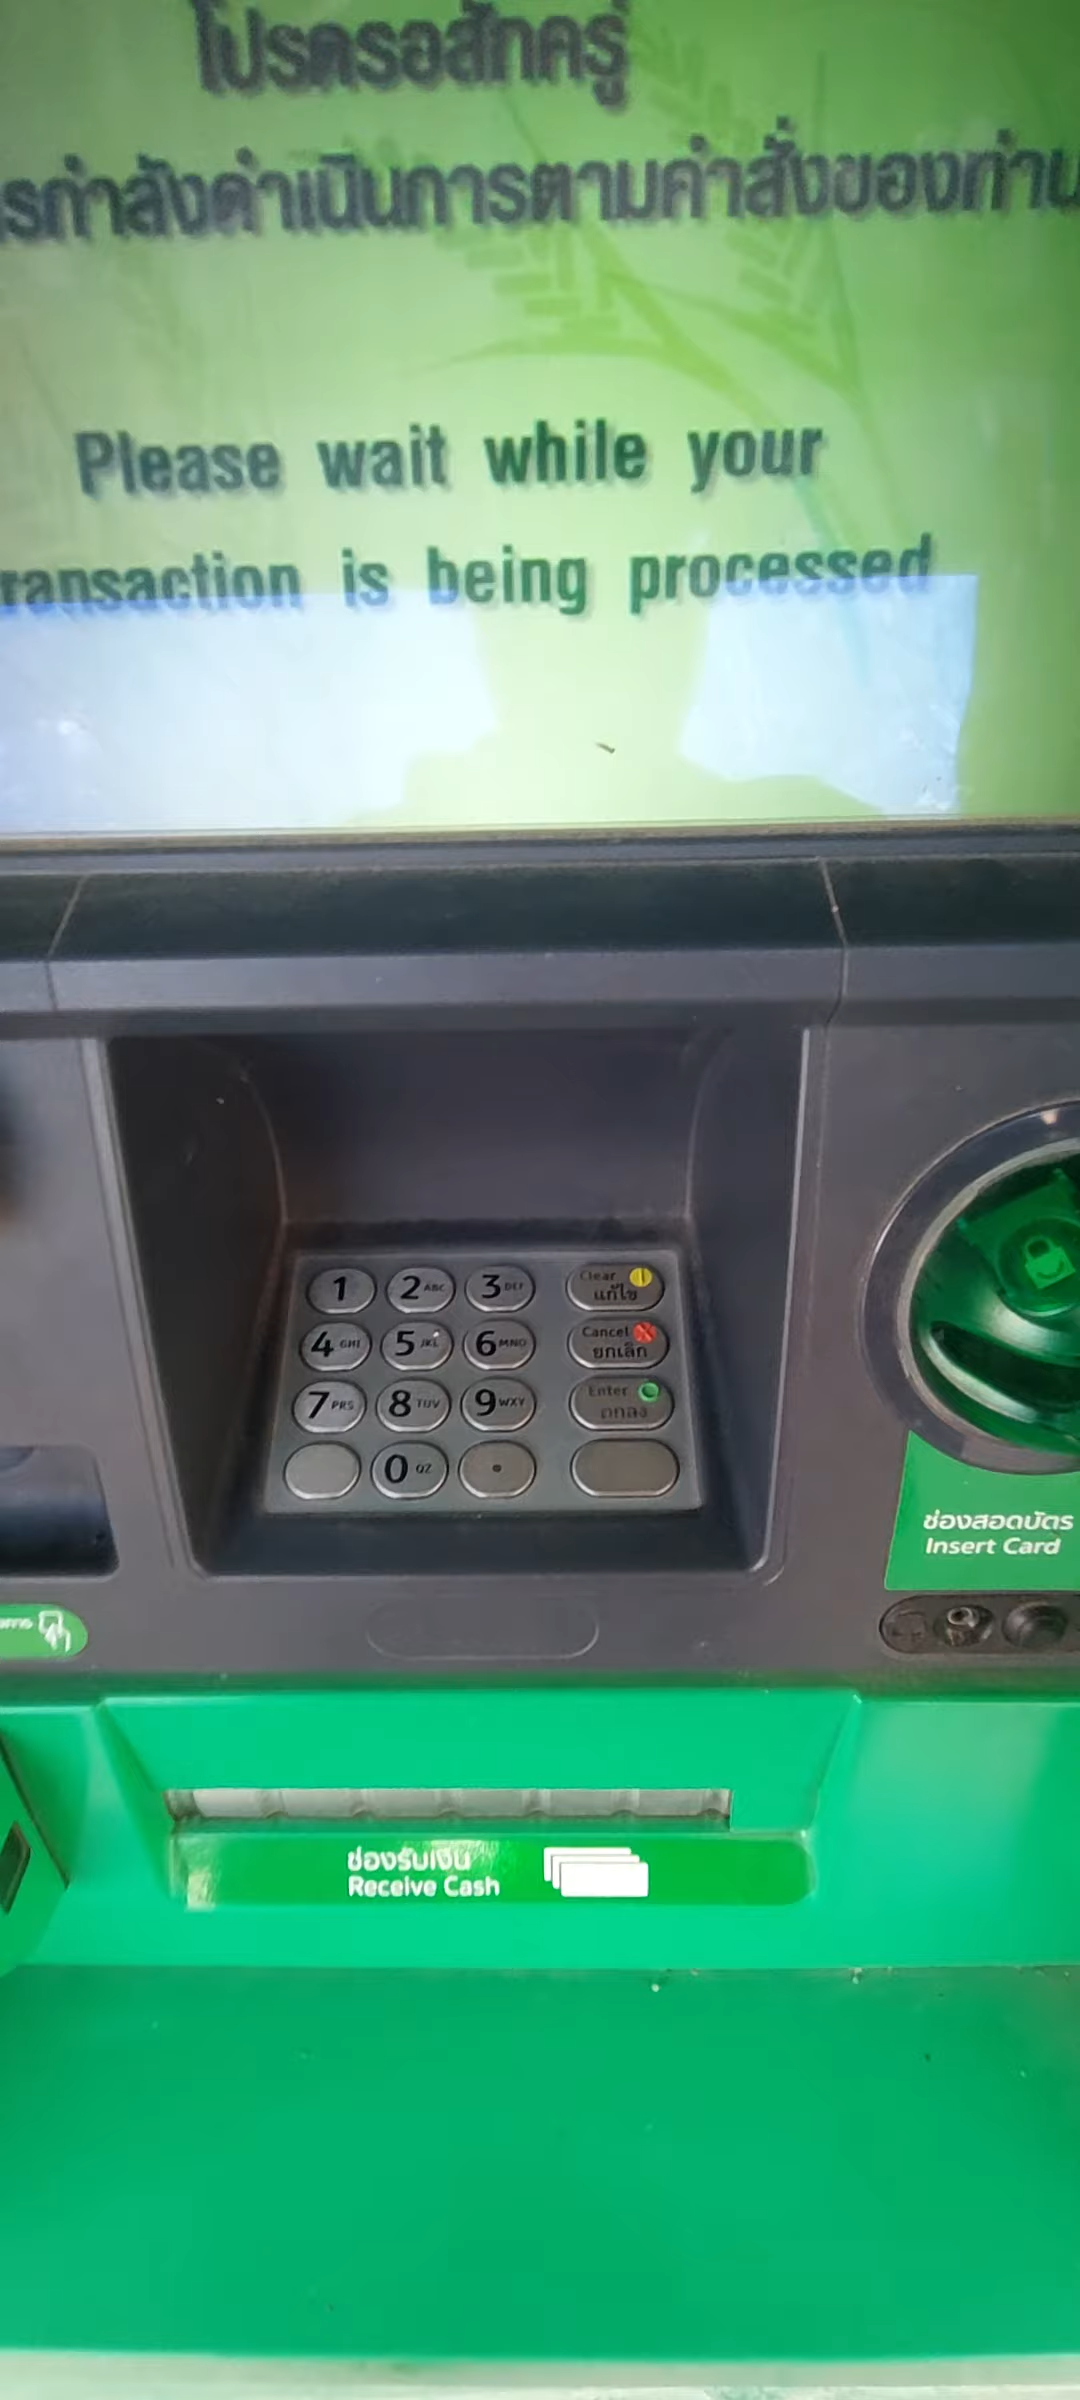 โปรดรอสักครู่
รกำลังดำเนินการตามคำสั่งของท่าน
Please wait while your
ransaction is being processed
1
2 ABC
3 DEF
Clear
แก้ไข
4 GHI
5 JKL
6 MNO
Cancel
ยกเลิก
7 PRS
8 TUV
9 WXY
Enter
ตกลง
0 QZ
ช่องสอดบัตร
Insert Card
ช่องรับเงิน
Receive Cash